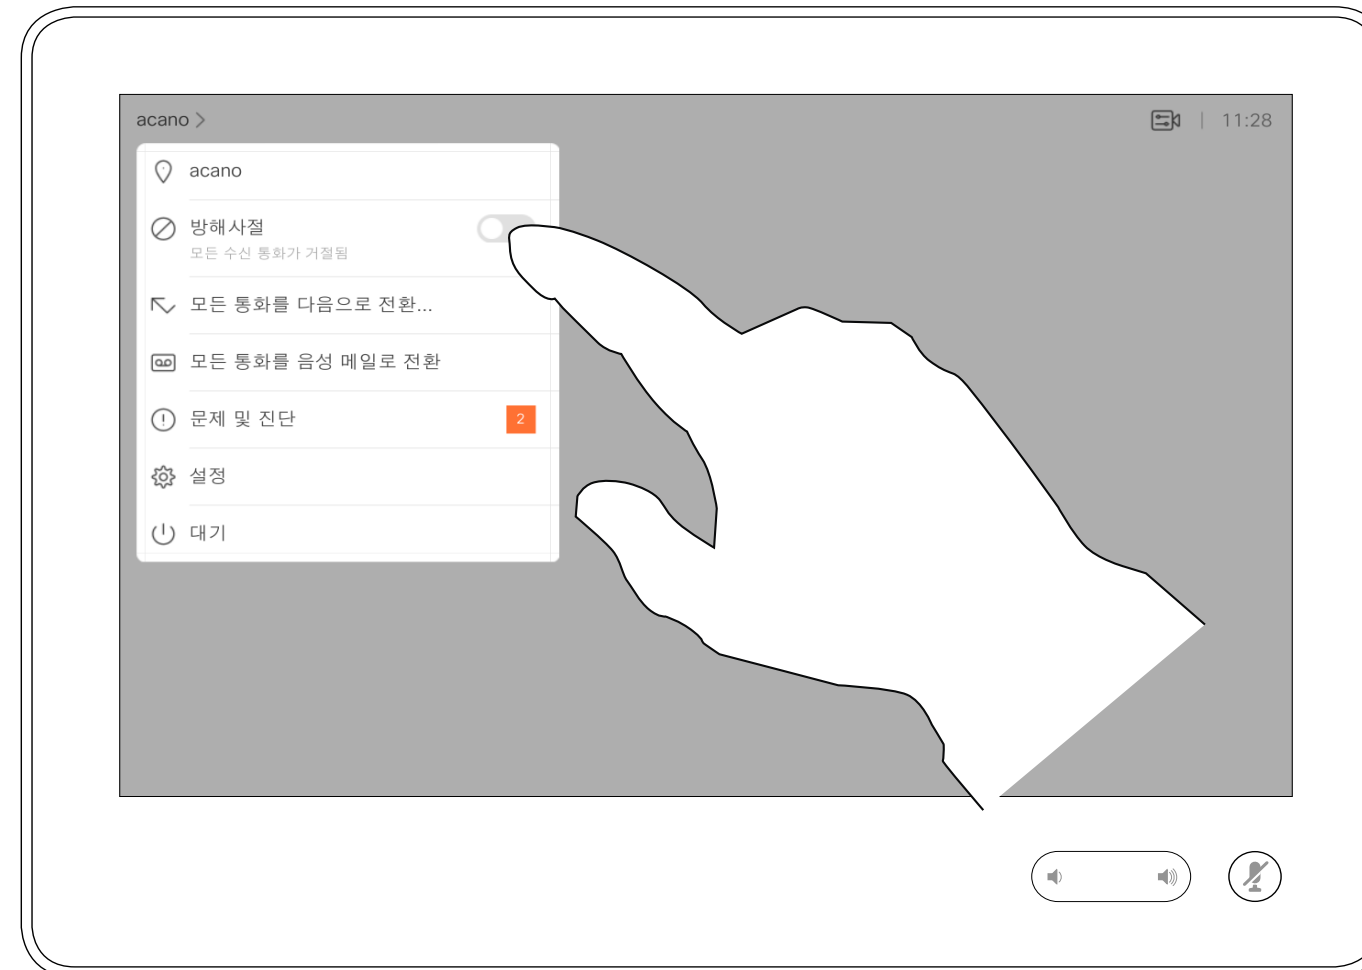 acano
11:28
acano
방해사절
모든 수신 통화가 거절됨
모든 통화를 다음으로 전환...
모든 통화를 음성 메일로 전환
문제 및 진단
2
설정
대기